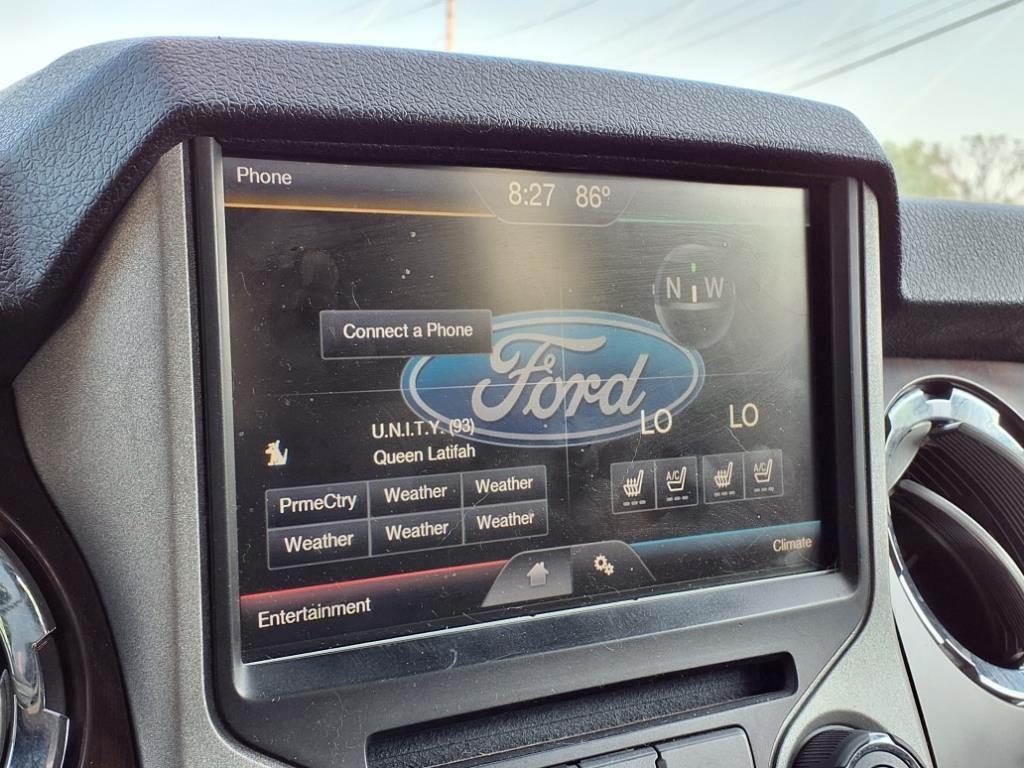 Phone
8:27 86°
N W
Connect a Phone
Ford
LO LO
U.N.I.T.Y. (93)
Queen Latifah
A/C A/C
PrmeCtry Weather Weather
Weather Weather Weather
Climate
Entertainment